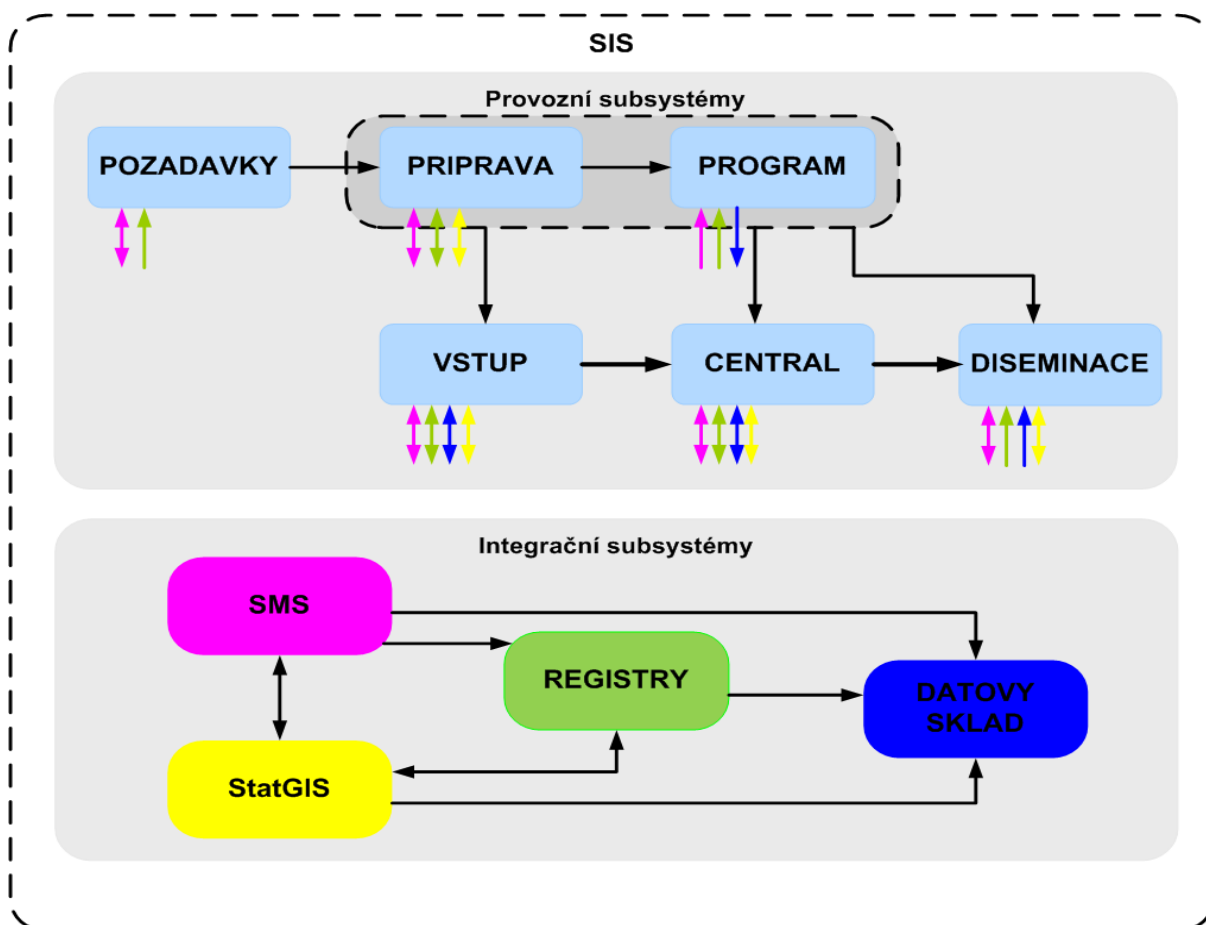 SIS
Provozní subsystémy
POZADAVKY
PRIPRAVA
PROGRAM
VSTUP
CENTRAL
DISEMINACE
Integrační subsystémy
SMS
REGISTRY
DATOVY
SKLAD
StatGIS